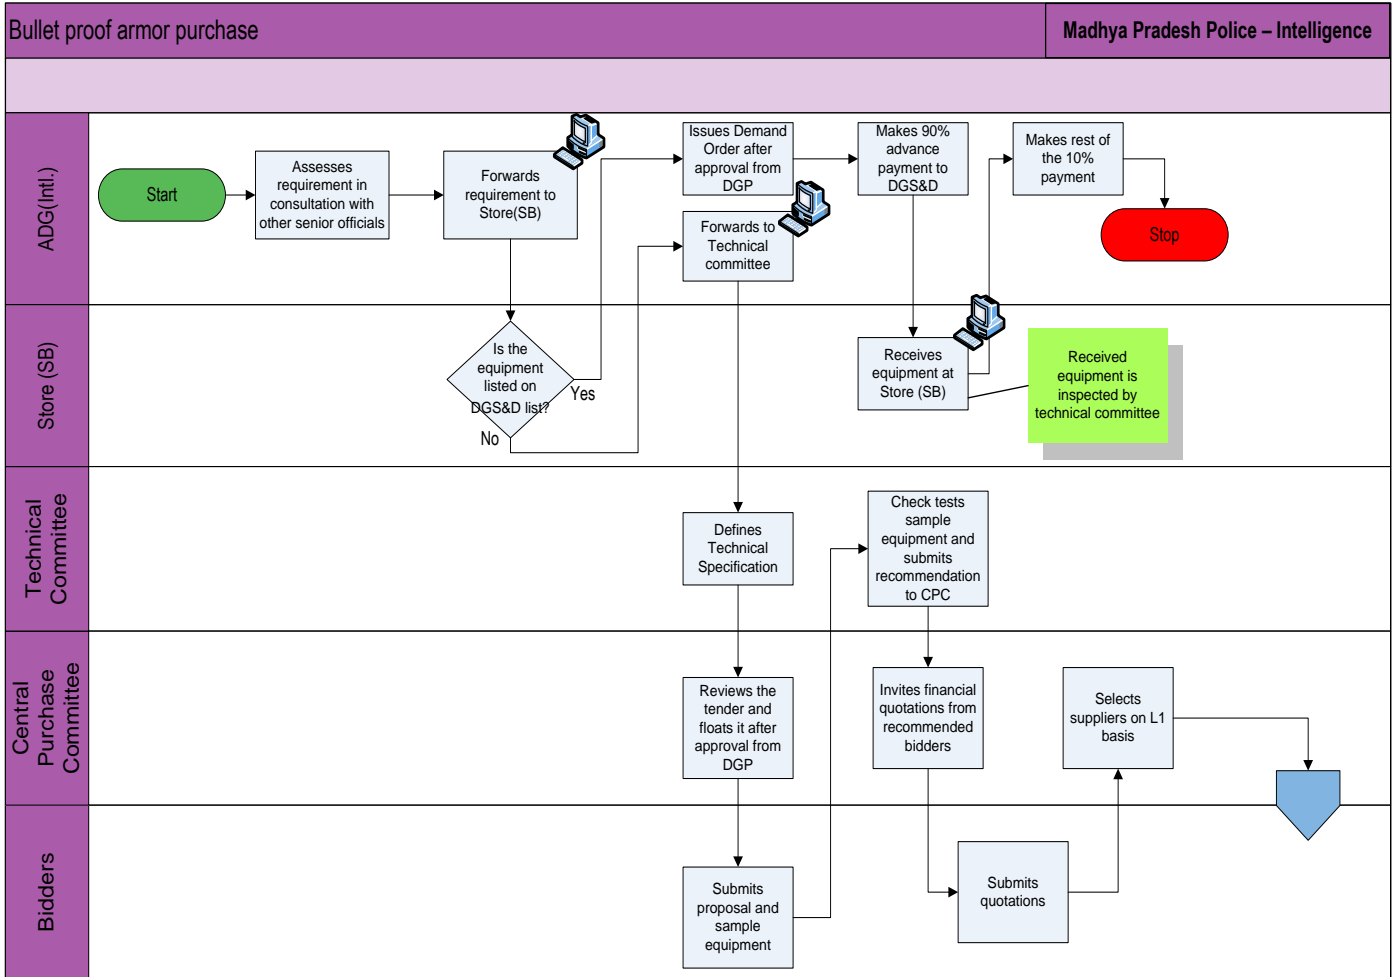 Bullet proof armor purchase
Madhya Pradesh Police – Intelligence
ADG(Intl.)
Start
Assesses
requirement in
consultation with
other senior officials
Forwards
requirement to
Store(SB)
Issues Demand
Order after
approval from
DGP
Makes 90%
advance
payment to
DGS&D
Makes rest of
the 10%
payment
Forwards to
Technical
committee
Stop
Store (SB)
Is the
equipment
listed on
DGS&D list?
Yes
No
Receives
equipment at
Store (SB)
Received
equipment is
inspected by
technical committee
Technical
Committee
Defines
Technical
Specification
Check tests
sample
equipment and
submits
recommendation
to CPC
Central
Purchase
Committee
Reviews the
tender and
floats it after
approval from
DGP
Invites financial
quotations from
recommended
bidders
Selects
suppliers on L1
basis
Bidders
Submits
proposal and
sample
equipment
Submits
quotations